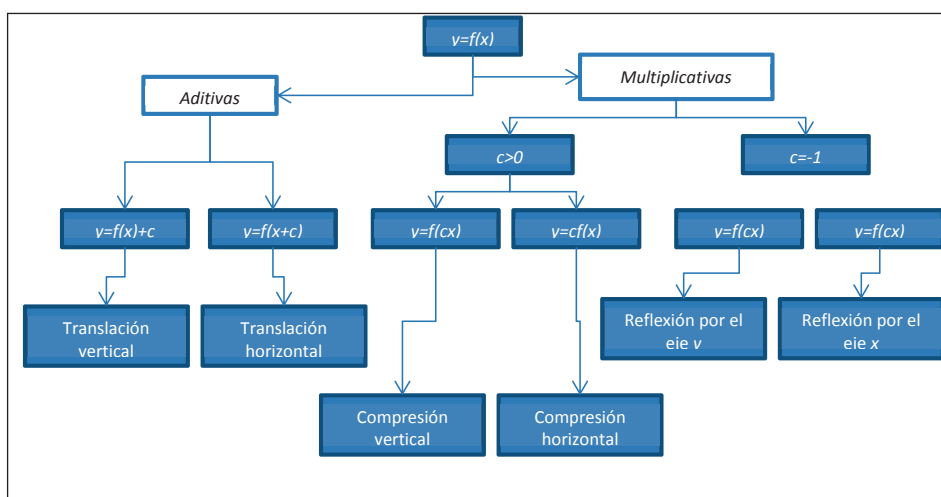 y=f(x)
Multiplicativas
Aditivas
c>0
c=-1
y=f(x)+c
y=f(x+c)
y=f(cx)
y=cf(x)
y=f(cx)
y=f(cx)
Translación
vertical
Translación
horizontal
Reflexión por el
eje y
Reflexión por el
eje x
Compresión
vertical
Compresión
horizontal